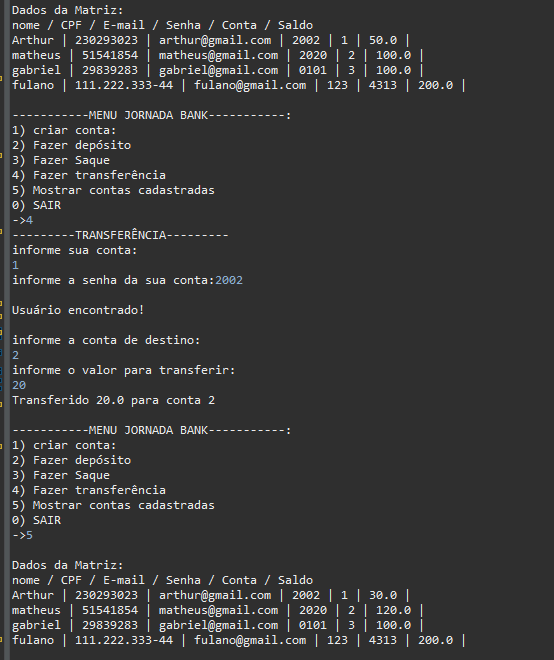 Dados da Matriz:
nome / CPF / E-mail / Senha / Conta / Saldo
Arthur | 230293023 | arthur@gmail.com | 2002 | 1 | 50.0 |
matheus | 51541854 | matheus@gmail.com | 2020 | 2 | 100.0 |
gabriel | 29839283 | gabriel@gmail.com | 0101 | 3 | 100.0 |
fulano | 111.222.333-44 | fulano@gmail.com | 123 | 4313 | 200.0 |
-----------MENU JORNADA BANK-----------:
1) criar conta:
2) Fazer depósito
3) Fazer Saque
4) Fazer transferência
5) Mostrar contas cadastradas
0) SAIR
->4
---------TRANSFERÊNCIA---------
informe sua conta:
1
informe a senha da sua conta:2002
Usuário encontrado!
informe a conta de destino:
2
informe o valor para transferir:
20
Transferido 20.0 para conta 2
-----------MENU JORNADA BANK-----------:
1) criar conta:
2) Fazer depósito
3) Fazer Saque
4) Fazer transferência
5) Mostrar contas cadastradas
0) SAIR
->5
Dados da Matriz:
nome / CPF / E-mail / Senha / Conta / Saldo
Arthur | 230293023 | arthur@gmail.com | 2002 | 1 | 30.0 |
matheus | 51541854 | matheus@gmail.com | 2020 | 2 | 120.0 |
gabriel | 29839283 | gabriel@gmail.com | 0101 | 3 | 100.0 |
fulano | 111.222.333-44 | fulano@gmail.com | 123 | 4313 | 200.0 |